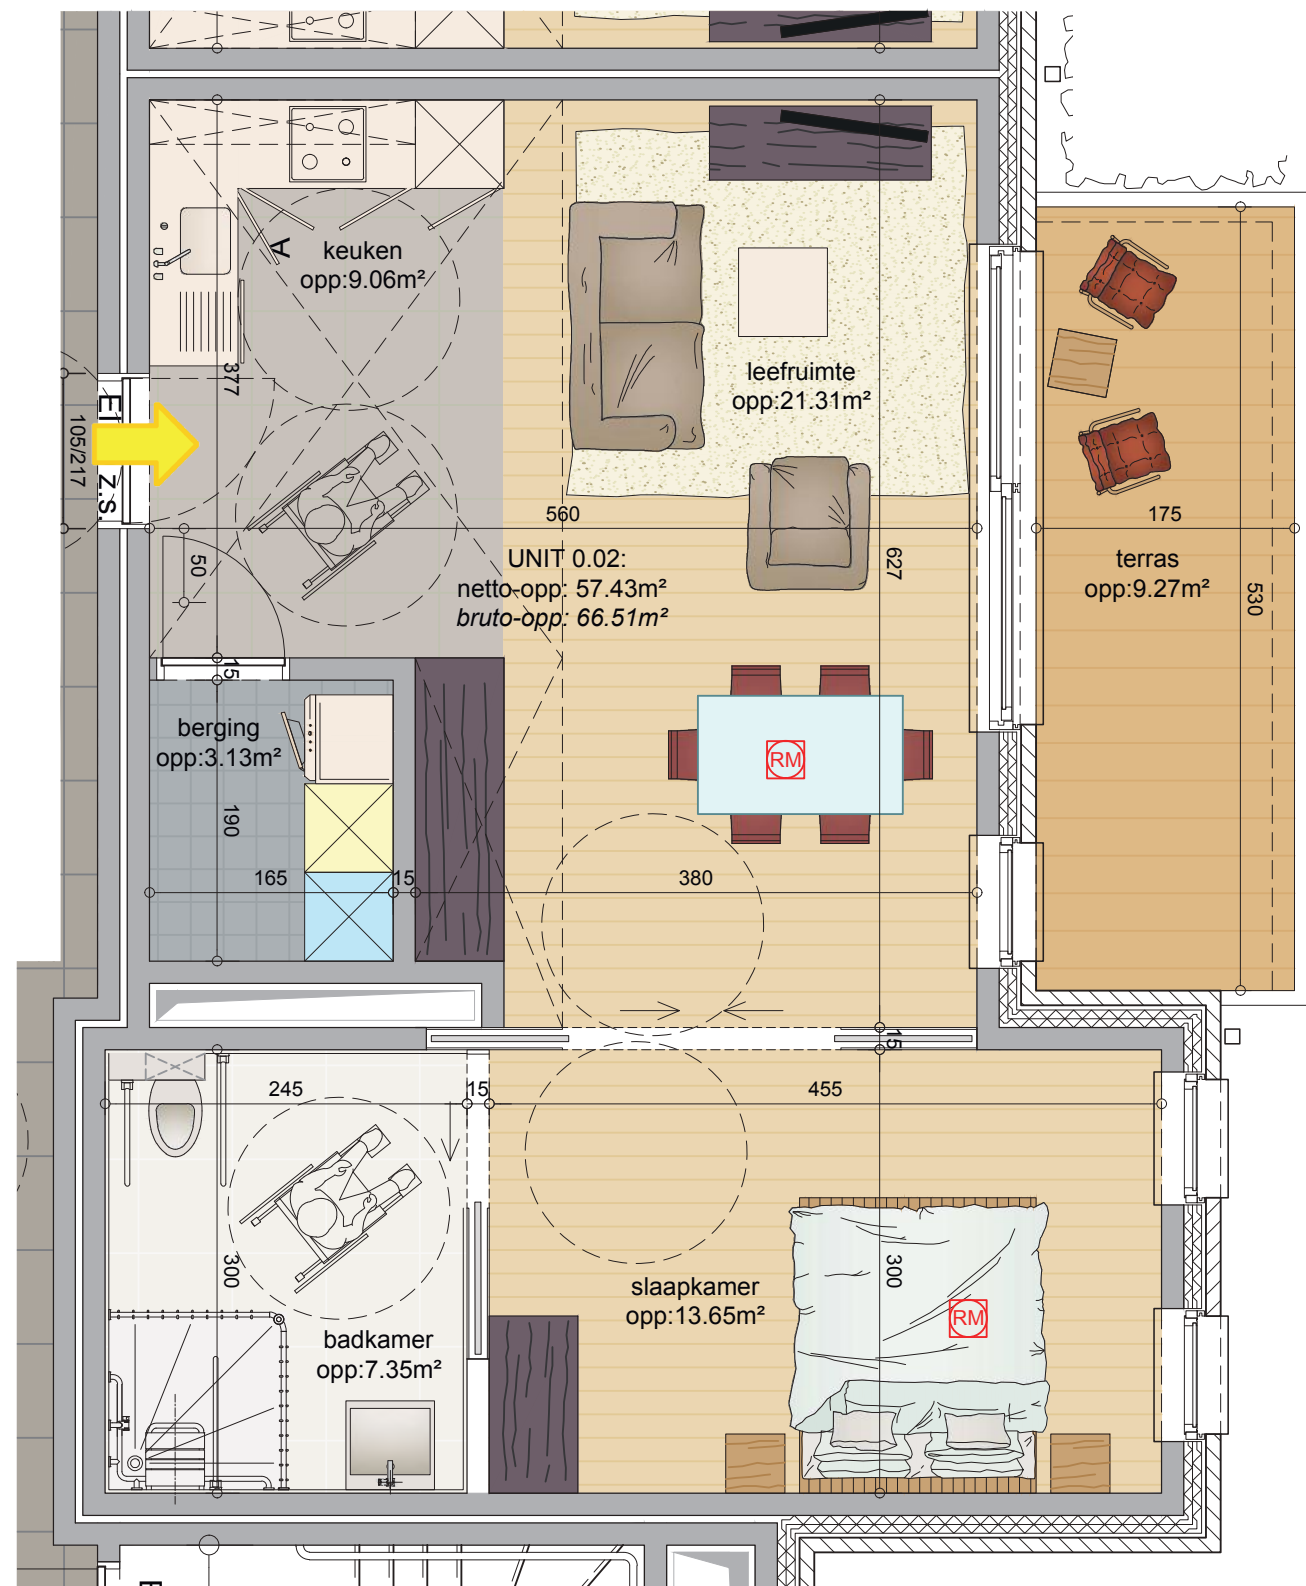 A
keuken
opp:9.06m²
377
leefruimte
opp:21.31m²
105/217
z.s.
560
175
UNIT 0.02:
netto-opp: 57.43m²
bruto-opp: 66.51m²
50
627
terras
opp:9.27m²
530
15
berging
opp:3.13m²
RM
190
165
15
380
15
245
15
455
300
300
slaapkamer
opp:13.65m²
RM
badkamer
opp:7.35m²